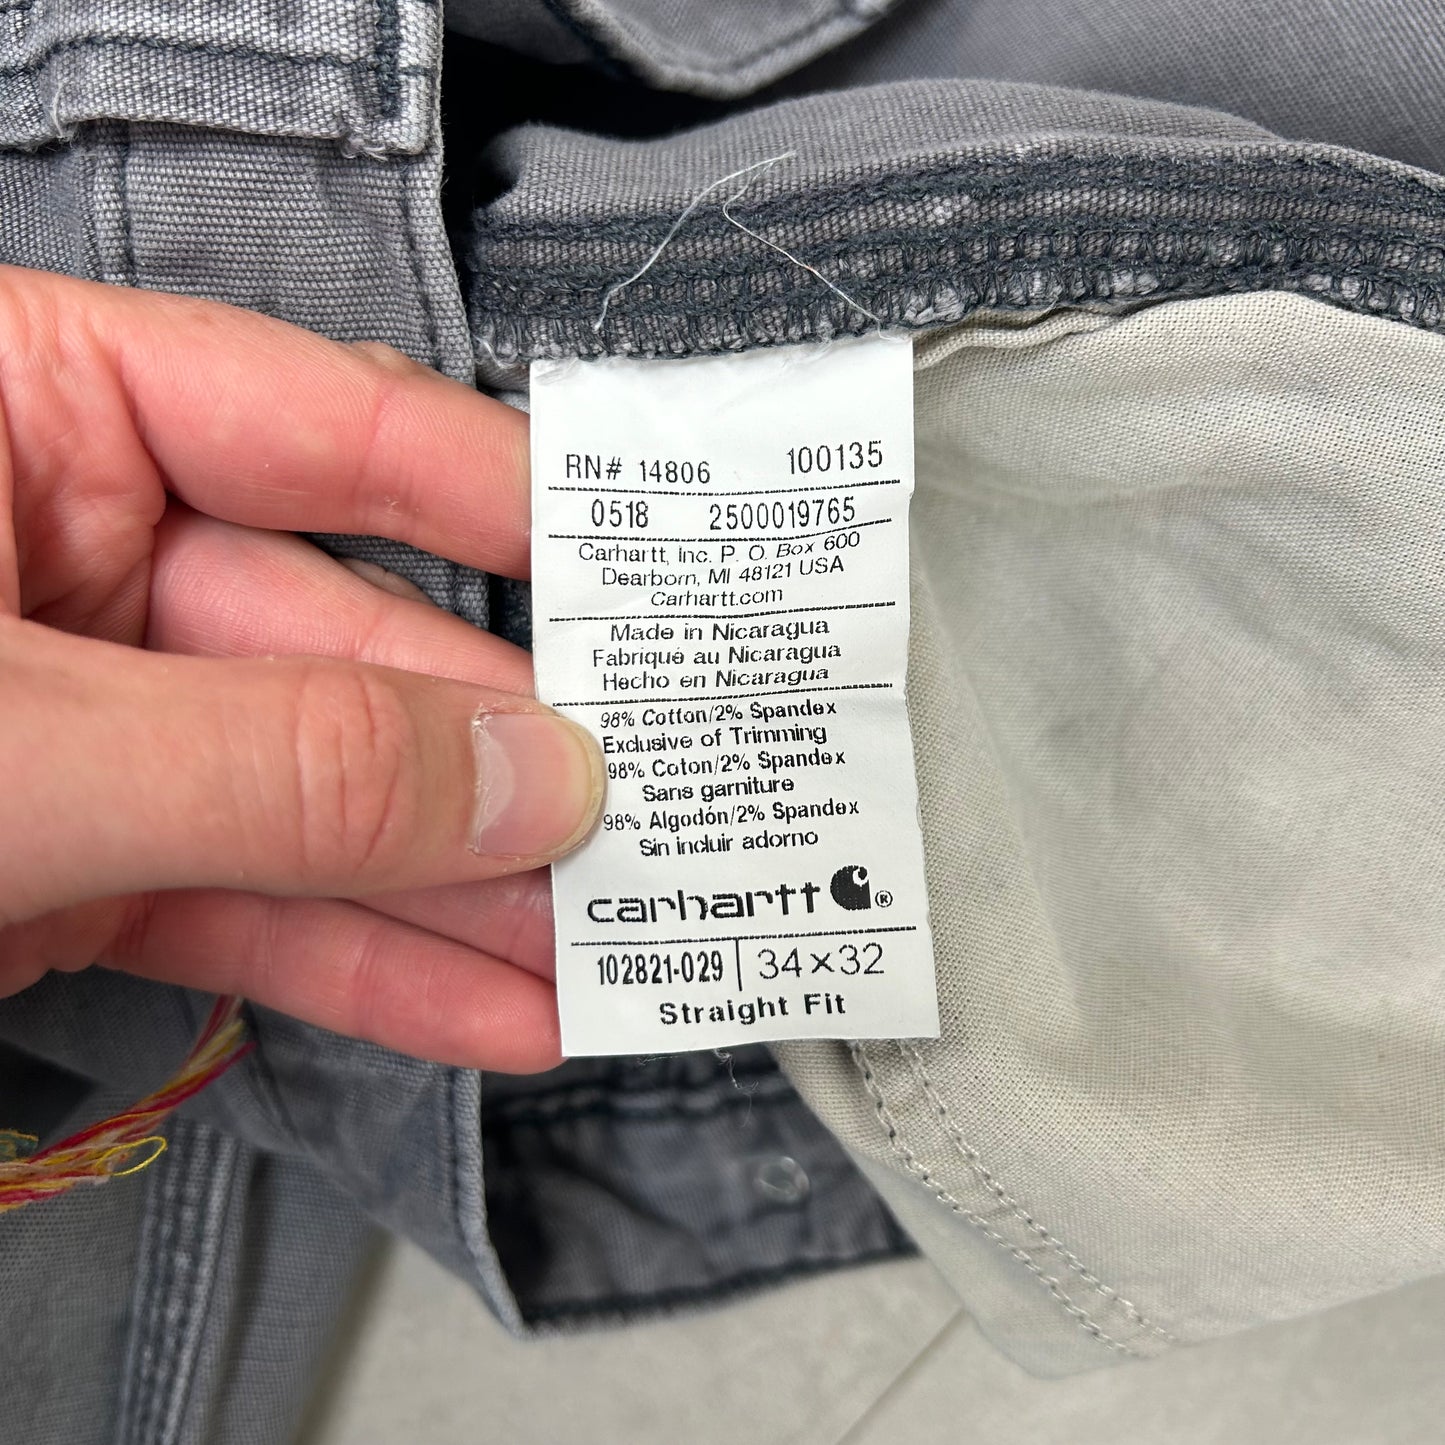 RN# 14806 100135
0518 2500019765
Carhartt, Inc. P. O. Box 600
Dearborn, MI 48121 USA
Carhartt.com
Made in Nicaragua
Fabriqué au Nicaragua
Hecho en Nicaragua
98% Cotton/2% Spandex
Exclusive of Trimming
98% Coton/2% Spandex
Sans garniture
98% Algodón/2% Spandex
Sin incluir adorno
carhartt ®
102821-029 | 34×32
Straight Fit